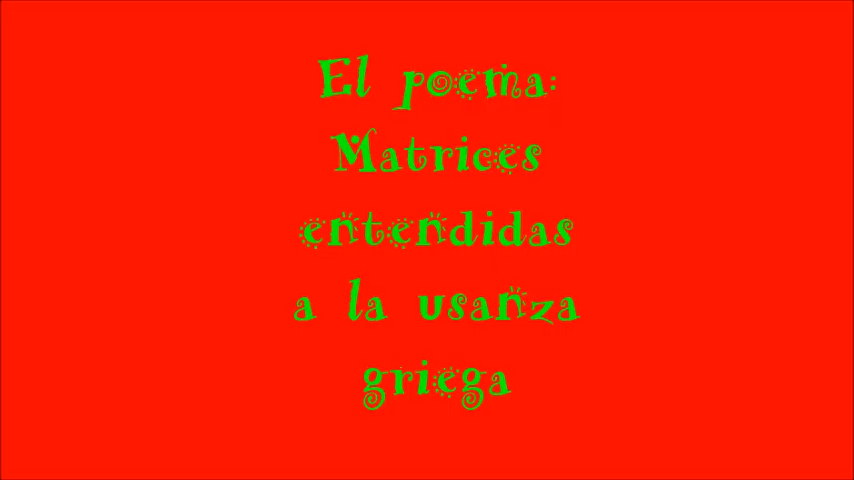 El poema:
Matrices
entendidas
a la usanza
griega